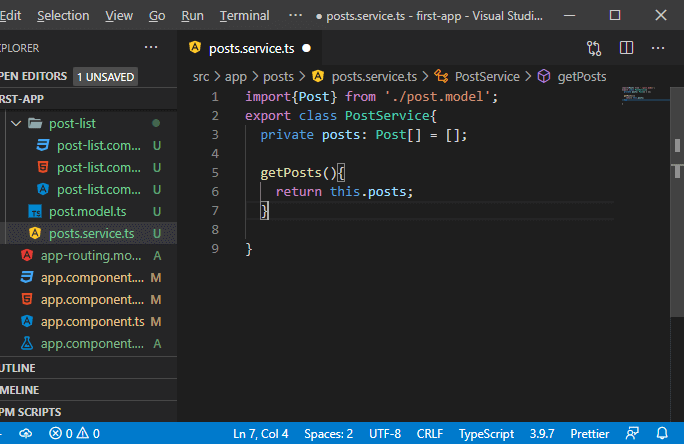 Edit Selection View Go Run Terminal ··· ● posts.service.ts - first-app - Visual Studi...
XPLORER ···
PEN EDITORS 1 UNSAVED
RST-APP
post-list
post-list.com... U
post-list.com... U
post-list.com... U
TS post.model.ts U
posts.service.ts U
app-routing.mo... A
app.component.... M
app.component.... M
app.component.ts M
app.component.... A
UTLINE
IMELINE
PM SCRIPTS
posts.service.ts ●
src > app > posts > posts.service.ts > PostService > getPosts
1 import{Post} from './post.model';
2 export class PostService{
3 private posts: Post[] = [];
4
5 getPosts(){
6 return this.posts;
7 }
8
9 }
0 0 Ln 7, Col 4 Spaces: 2 UTF-8 CRLF TypeScript 3.9.7 Prettier